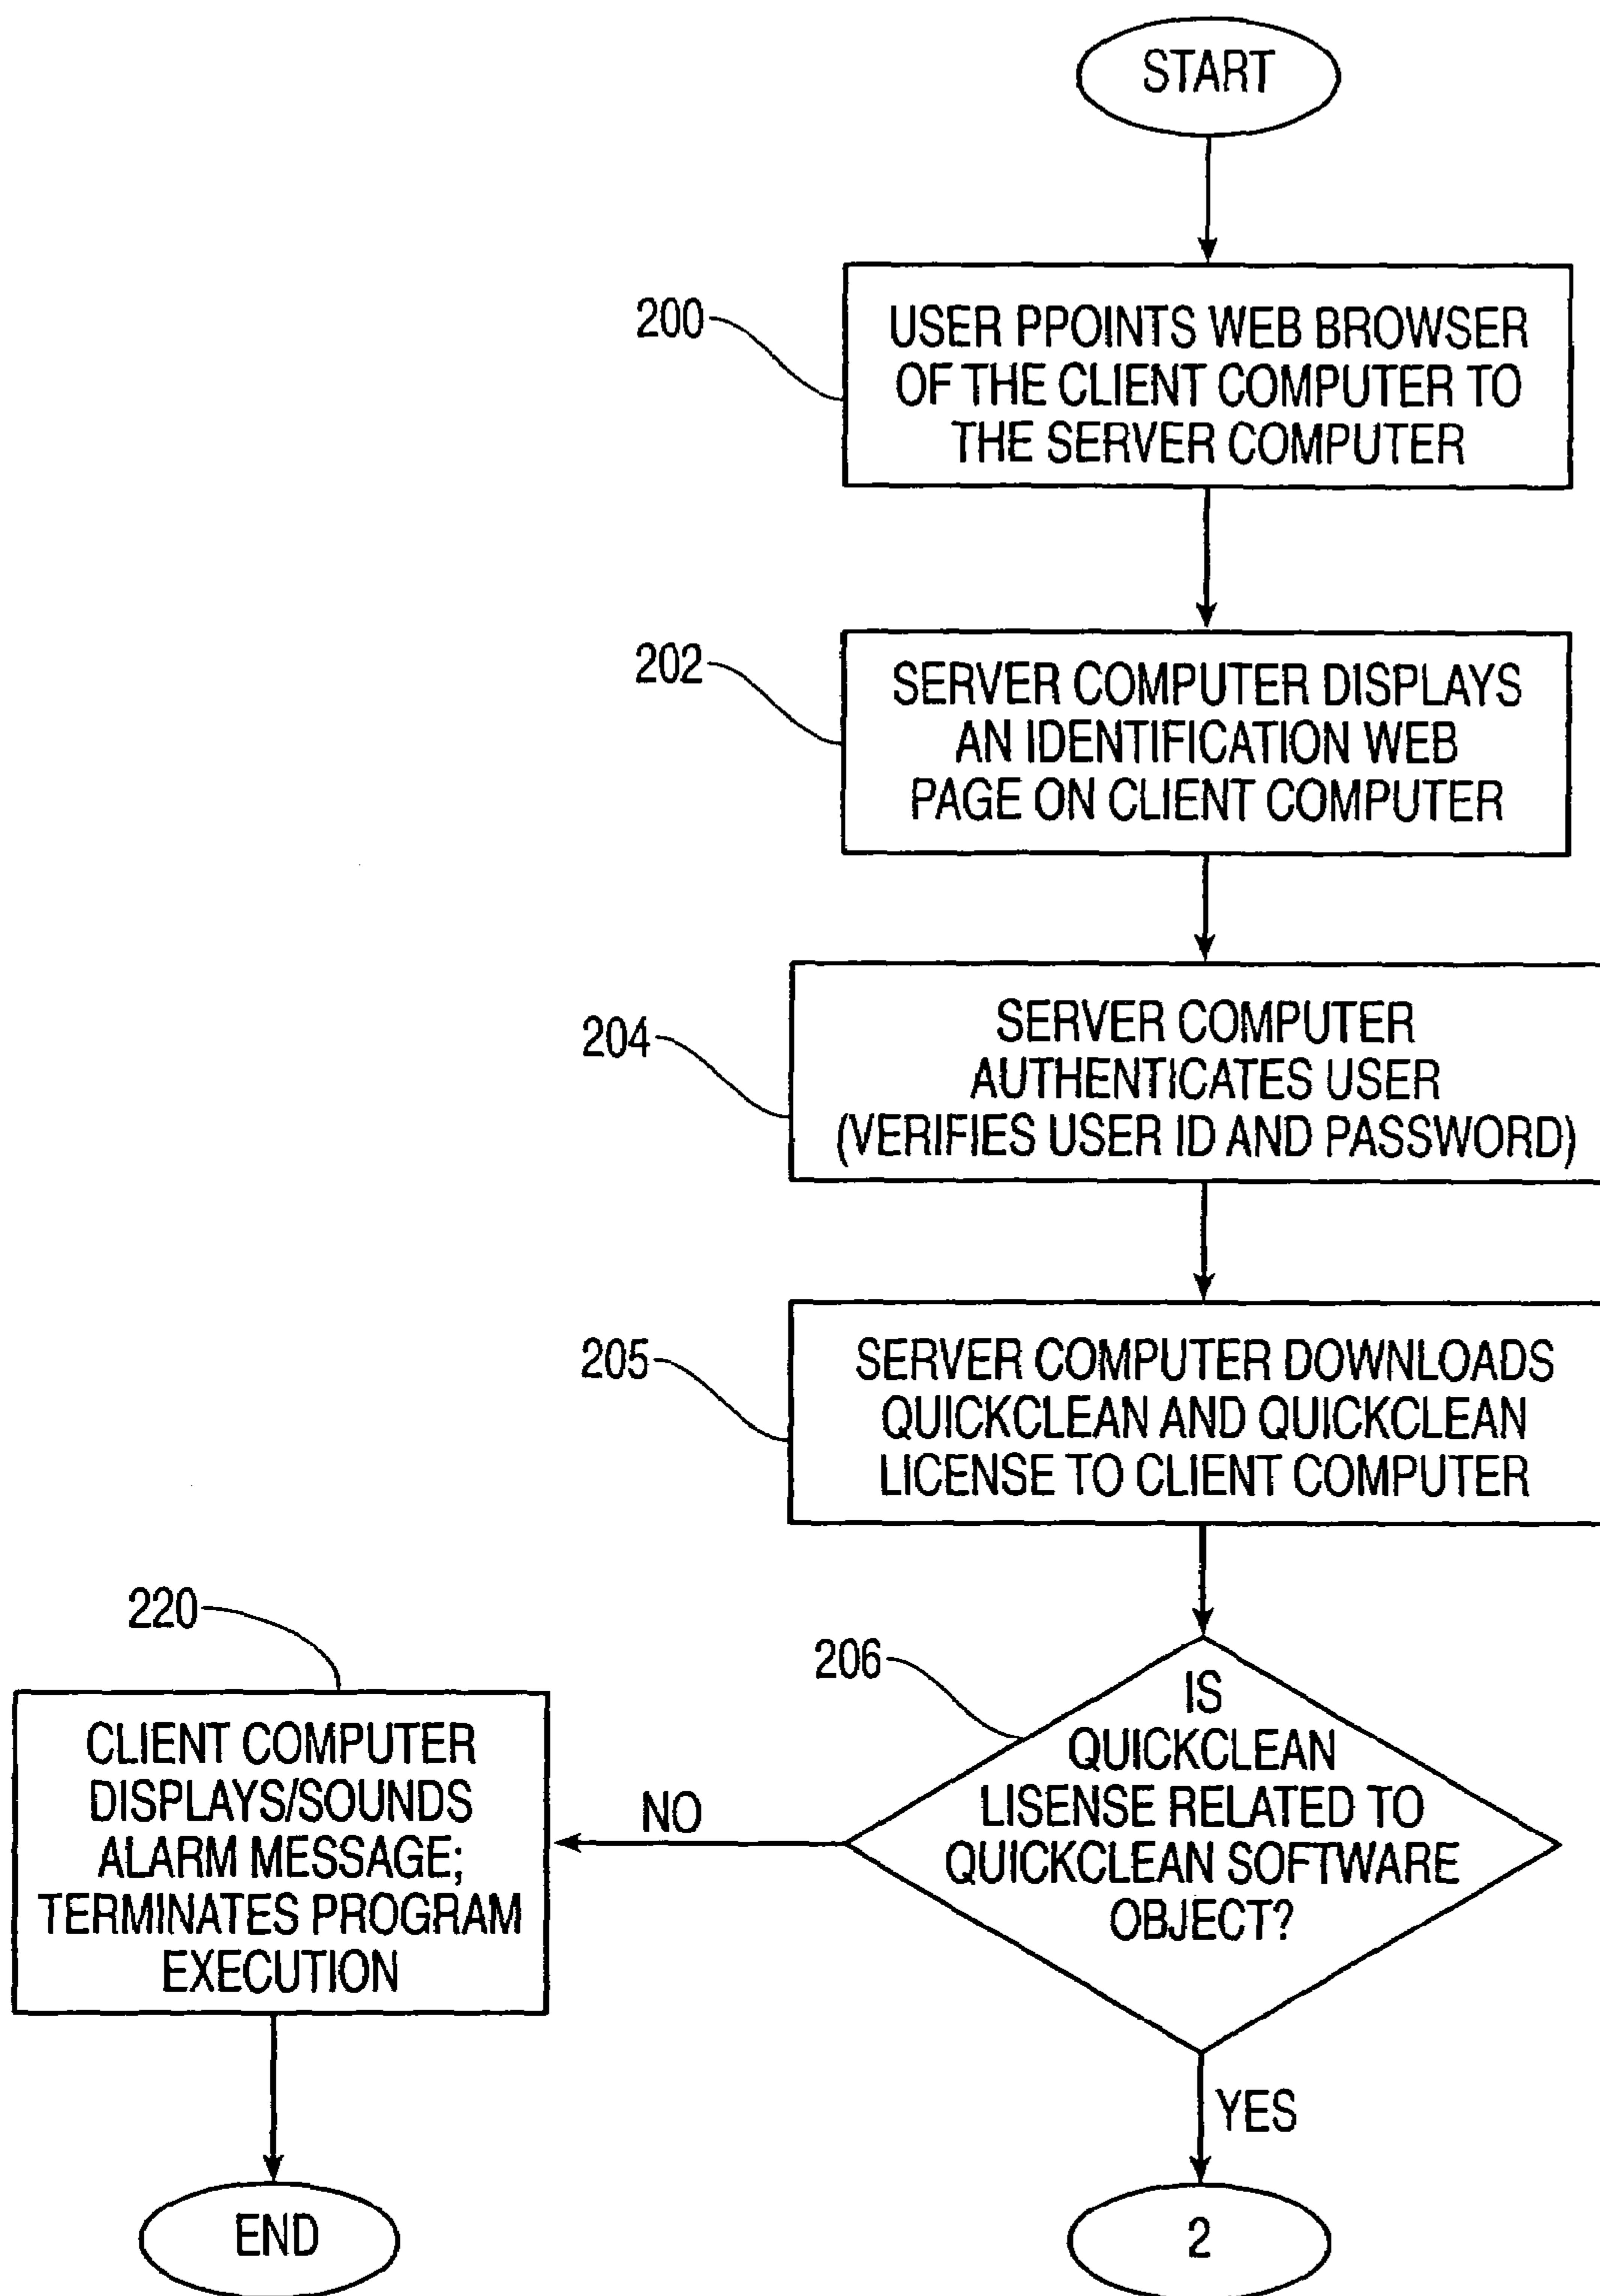 START
200
USER PPOINTS WEB BROWSER
OF THE CLIENT COMPUTER TO
THE SERVER COMPUTER
202
SERVER COMPUTER DISPLAYS
AN IDENTIFICATION WEB
PAGE ON CLIENT COMPUTER
204
SERVER COMPUTER
AUTHENTICATES USER
(VERIFIES USER ID AND PASSWORD)
205
SERVER COMPUTER DOWNLOADS
QUICKCLEAN AND QUICKCLEAN
LICENSE TO CLIENT COMPUTER
206
IS
QUICKCLEAN
LISENSE RELATED TO
QUICKCLEAN SOFTWARE
OBJECT?
NO
220
CLIENT COMPUTER
DISPLAYS/SOUNDS
ALARM MESSAGE;
TERMINATES PROGRAM
EXECUTION
END
YES
2